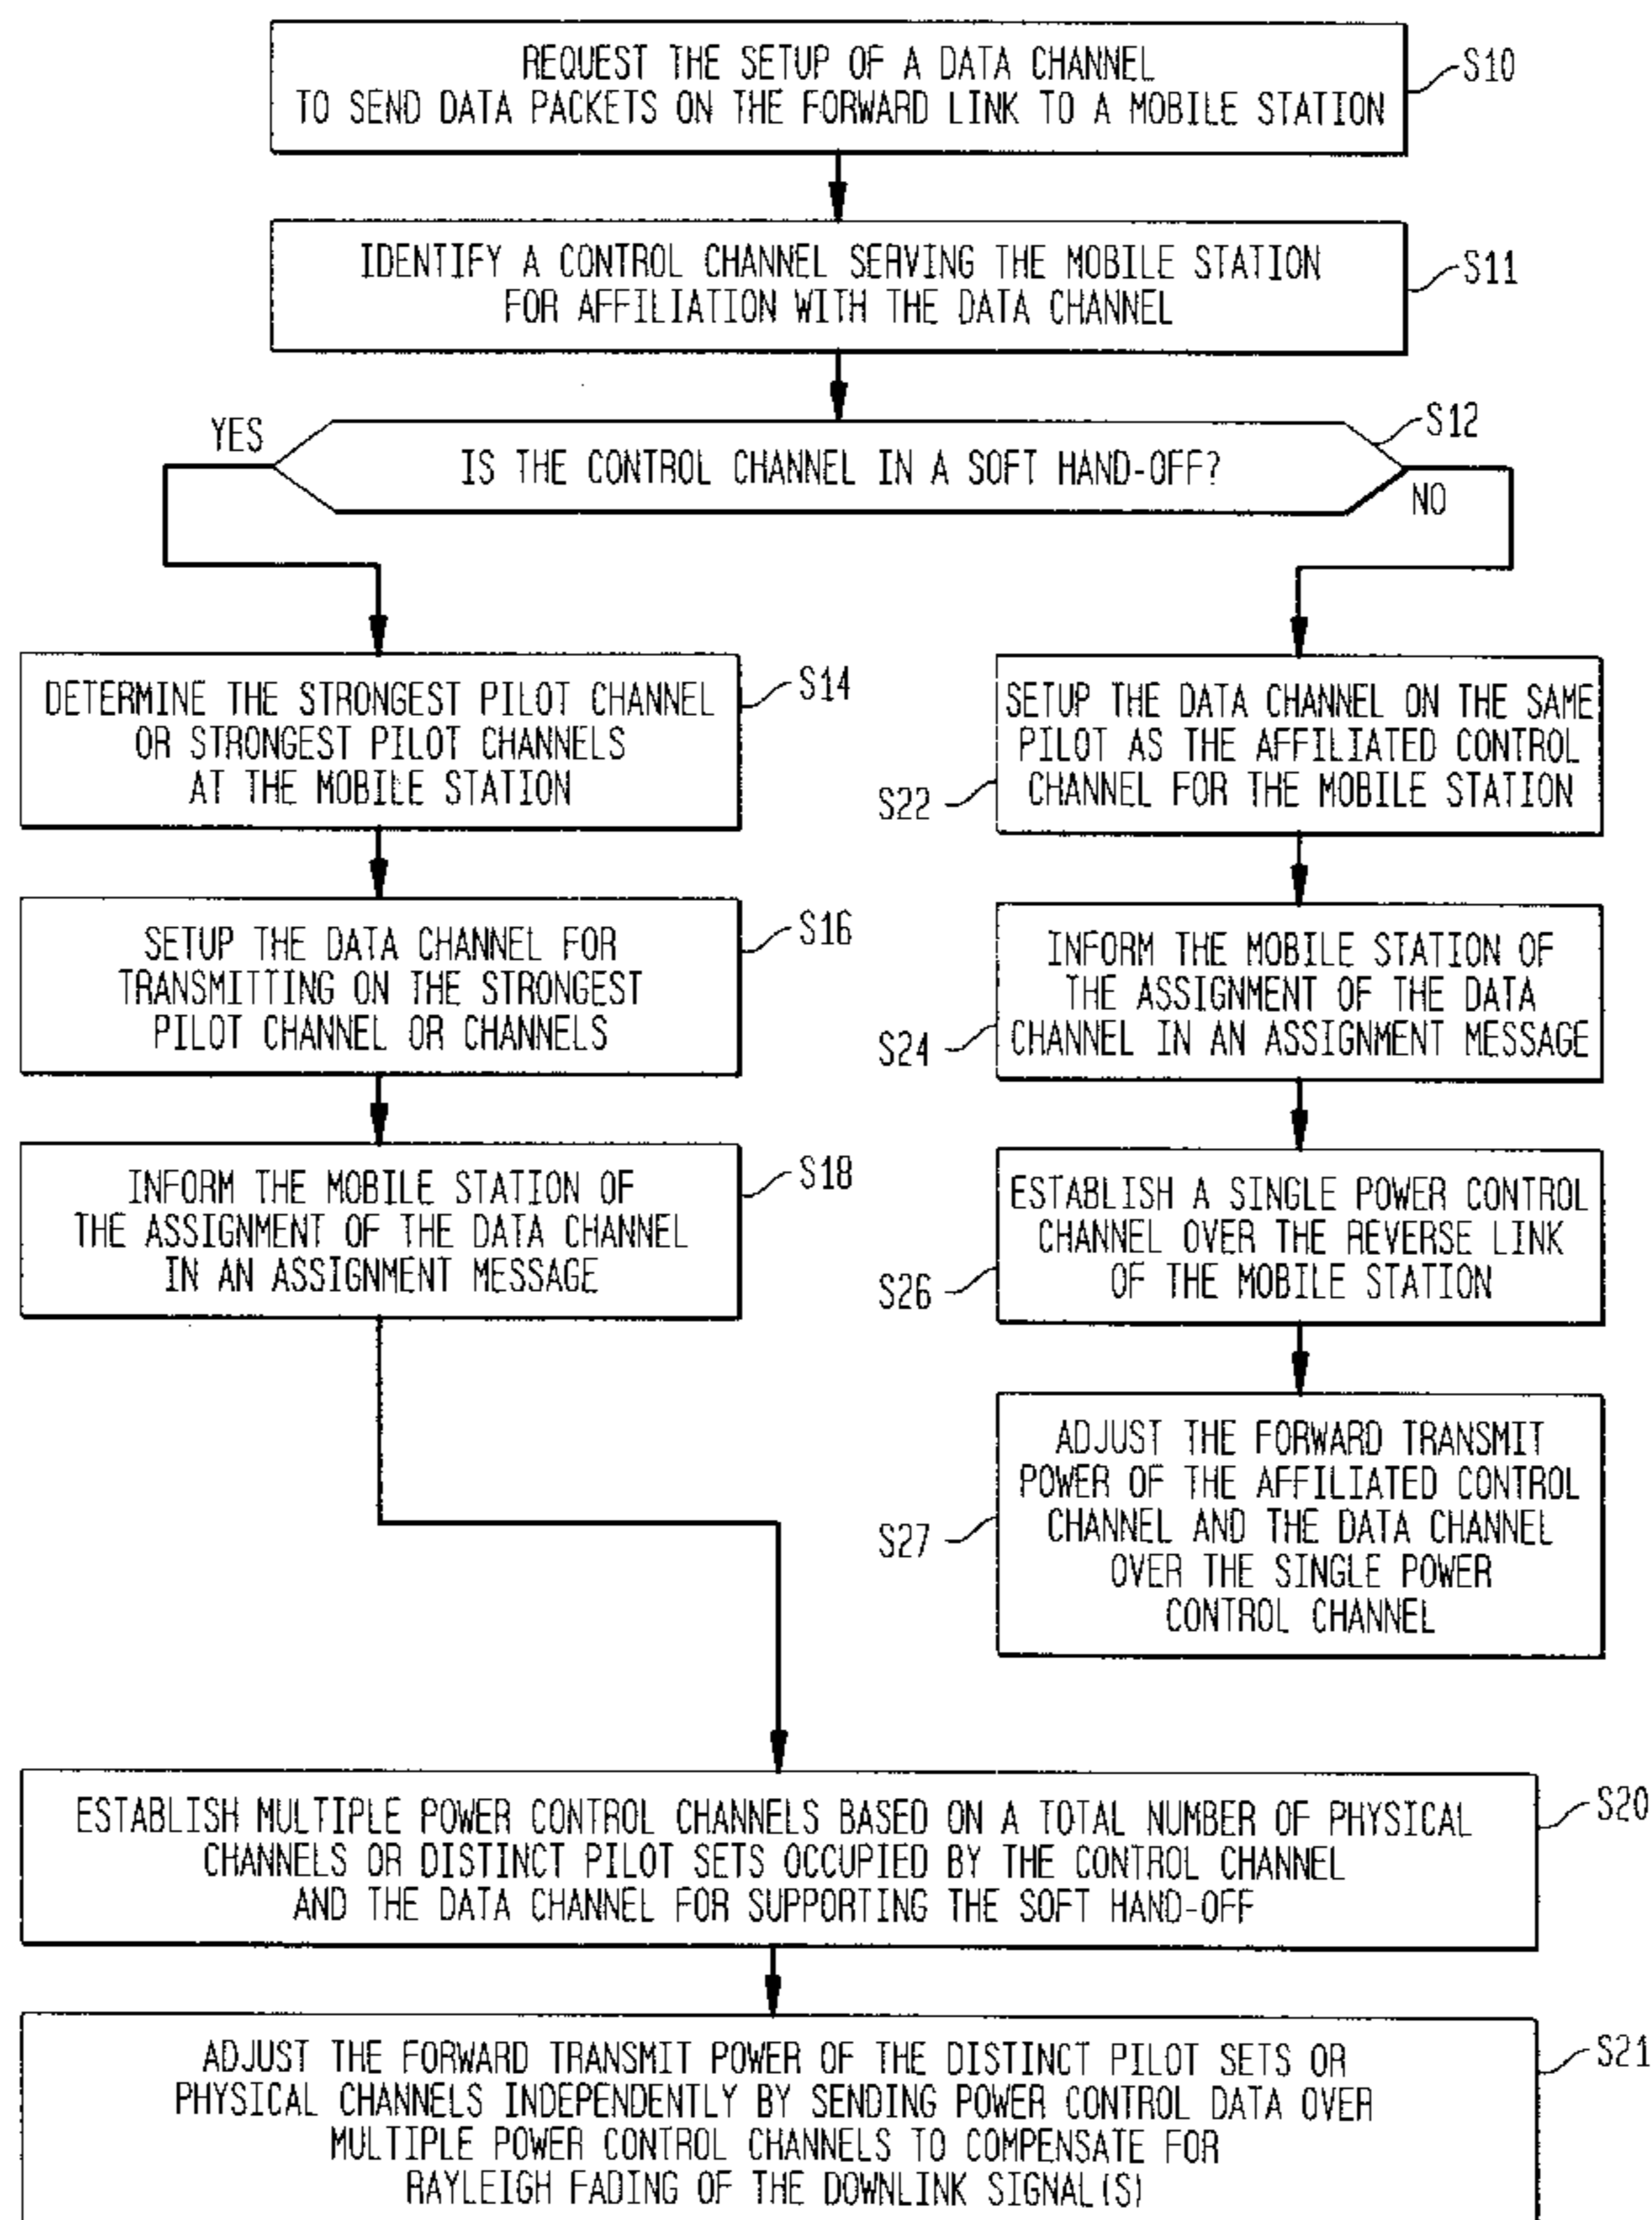 REQUEST THE SETUP OF A DATA CHANNEL
TO SEND DATA PACKETS ON THE FORWARD LINK TO A MOBILE STATION
S10
IDENTIFY A CONTROL CHANNEL SERVING THE MOBILE STATION
FOR AFFILIATION WITH THE DATA CHANNEL
S11
YES
IS THE CONTROL CHANNEL IN A SOFT HAND-OFF?
S12
NO
DETERMINE THE STRONGEST PILOT CHANNEL
OR STRONGEST PILOT CHANNELS
AT THE MOBILE STATION
S14
SETUP THE DATA CHANNEL FOR
TRANSMITTING ON THE STRONGEST
PILOT CHANNEL OR CHANNELS
S16
INFORM THE MOBILE STATION OF
THE ASSIGNMENT OF THE DATA CHANNEL
IN AN ASSIGNMENT MESSAGE
S18
SETUP THE DATA CHANNEL ON THE SAME
PILOT AS THE AFFILIATED CONTROL
CHANNEL FOR THE MOBILE STATION
S22
INFORM THE MOBILE STATION OF
THE ASSIGNMENT OF THE DATA
CHANNEL IN AN ASSIGNMENT MESSAGE
S24
ESTABLISH A SINGLE POWER CONTROL
CHANNEL OVER THE REVERSE LINK
OF THE MOBILE STATION
S26
ADJUST THE FORWARD TRANSMIT
POWER OF THE AFFILIATED CONTROL
CHANNEL AND THE DATA CHANNEL
OVER THE SINGLE POWER
CONTROL CHANNEL
S27
ESTABLISH MULTIPLE POWER CONTROL CHANNELS BASED ON A TOTAL NUMBER OF PHYSICAL
CHANNELS OR DISTINCT PILOT SETS OCCUPIED BY THE CONTROL CHANNEL
AND THE DATA CHANNEL FOR SUPPORTING THE SOFT HAND-OFF
S20
ADJUST THE FORWARD TRANSMIT POWER OF THE DISTINCT PILOT SETS OR
PHYSICAL CHANNELS INDEPENDENTLY BY SENDING POWER CONTROL DATA OVER
MULTIPLE POWER CONTROL CHANNELS TO COMPENSATE FOR
RAYLEIGH FADING OF THE DOWNLINK SIGNAL(S)
S21